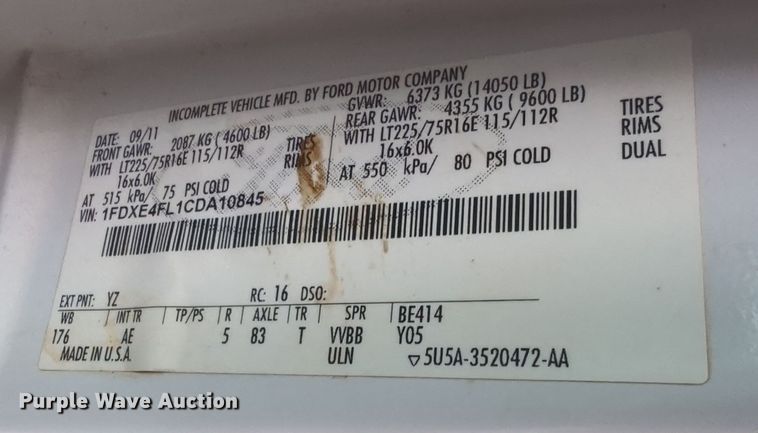 INCOMPLETE VEHICLE MFD. BY FORD MOTOR COMPANY
DATE: 09/11 GVWR: 6373 KG (14050 LB)
FRONT GAWR: 2087 KG (4600 LB) REAR GAWR: 4355 KG (9600 LB)
WITH LT225/75R16E 115/112R TIRES WITH LT225/75R16E 115/112R TIRES
16x6.0K RIMS 16x6.0K RIMS
AT 515 kPa/ 75 PSI COLD AT 550 kPa/ 80 PSI COLD DUAL
VIN: 1FDXE4FL1CDA10845
EXT PNT: YZ RC: 16 DSO:
WB INT TR TP/PS R AXLE TR SPR BE414
176 AE 5 83 T VVBB Y05
MADE IN U.S.A. ULN ▽5U5A-3520472-AA
Purple Wave Auction